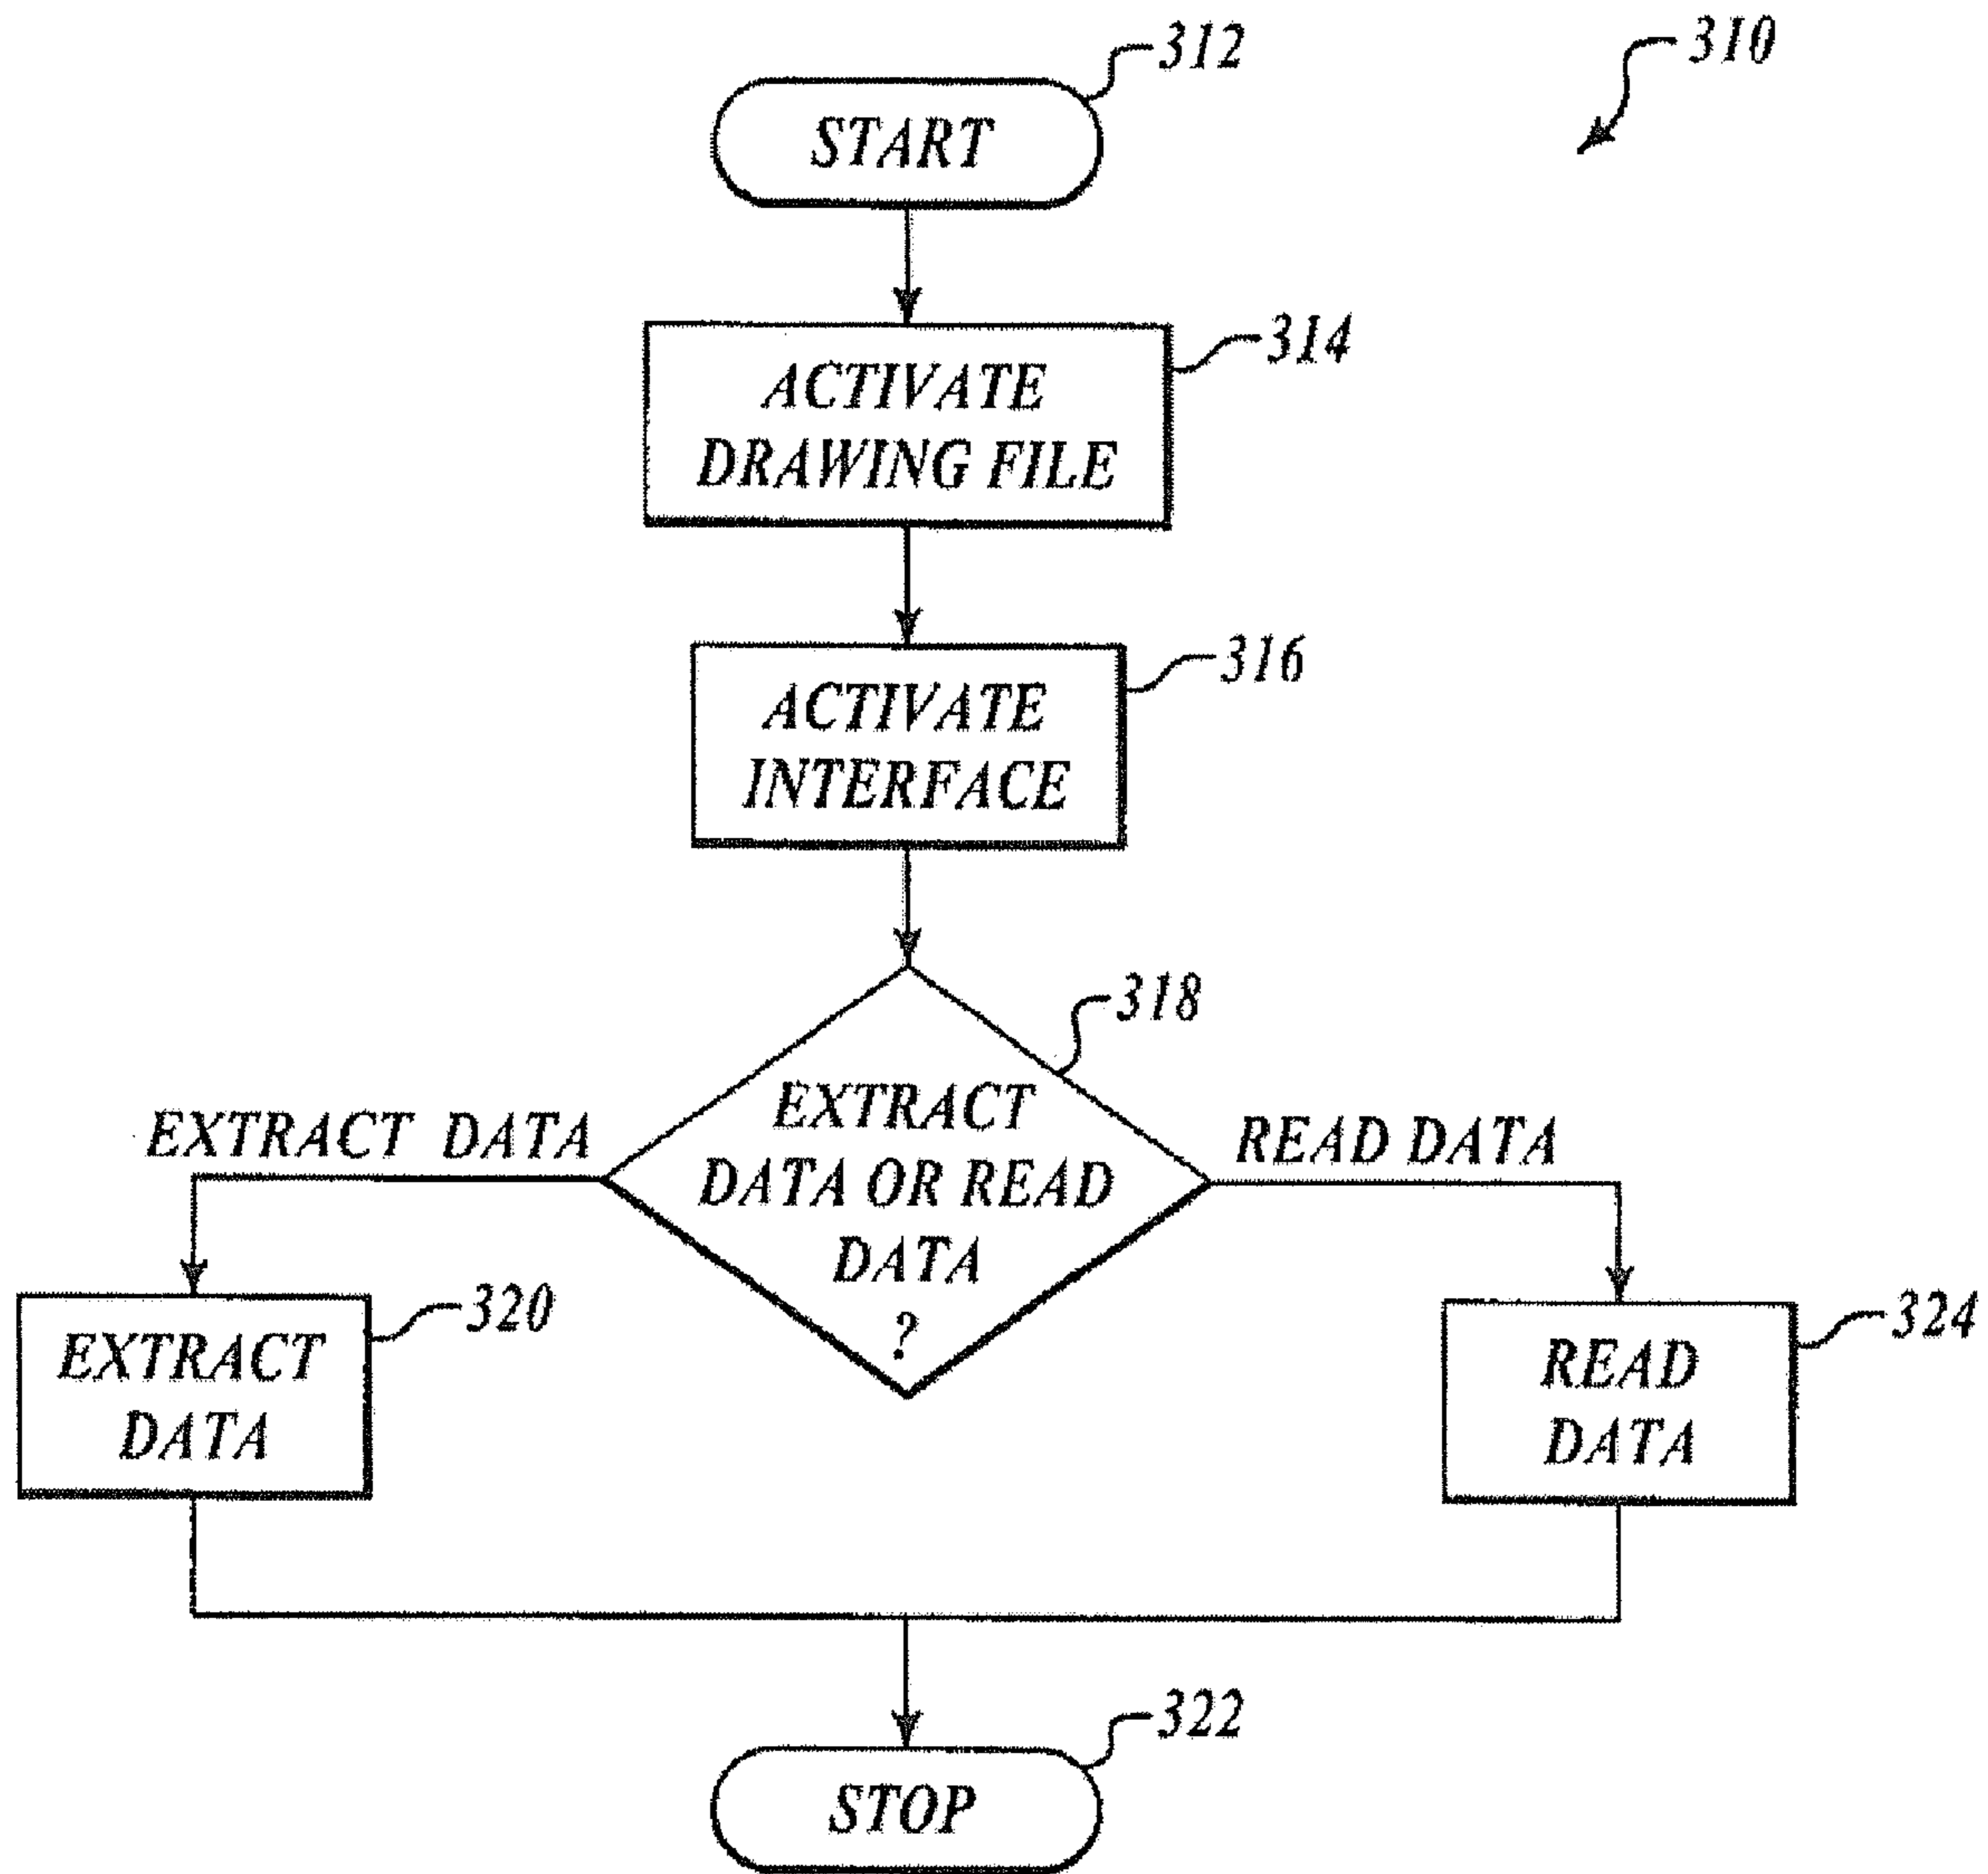 312
310
START
314
ACTIVATE
DRAWING FILE
316
ACTIVATE
INTERFACE
318
EXTRACT DATA
EXTRACT
DATA OR READ
DATA
?
READ DATA
320
EXTRACT
DATA
324
READ
DATA
322
STOP